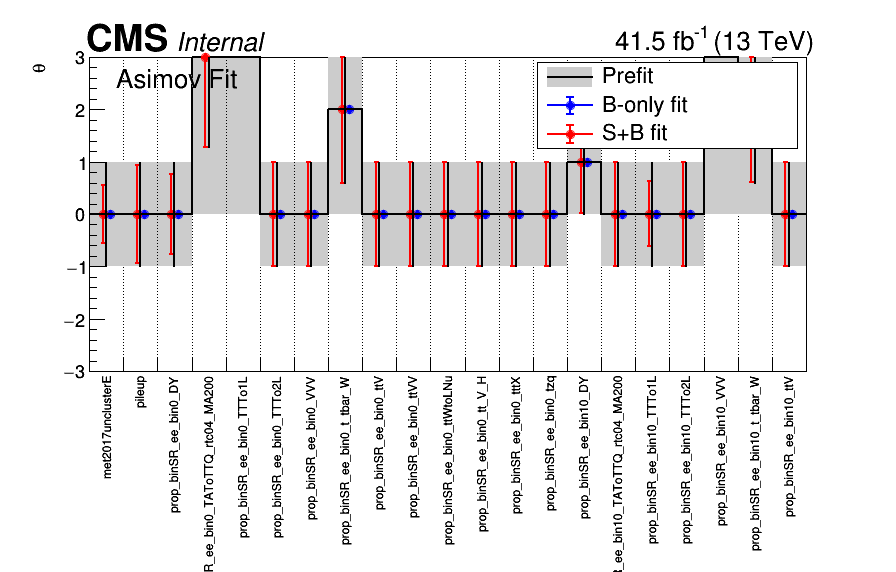 CMS Internal
41.5 fb-1 (13 TeV)
θ
Asimov Fit
Prefit
B-only fit
S+B fit
3
2
1
0
−1
−2
−3
met2017unclusterE
pileup
prop_binSR_ee_bin0_DY
R_ee_bin0_TAToTTQ_rtc04_MA200
prop_binSR_ee_bin0_TTTo1L
prop_binSR_ee_bin0_TTTo2L
prop_binSR_ee_bin0_VVV
prop_binSR_ee_bin0_t_tbar_W
prop_binSR_ee_bin0_ttV
prop_binSR_ee_bin0_ttVV
prop_binSR_ee_bin0_ttWtoLNu
prop_binSR_ee_bin0_tt_V_H
prop_binSR_ee_bin0_tttX
prop_binSR_ee_bin0_tzq
prop_binSR_ee_bin10_DY
_ee_bin10_TAToTTQ_rtc04_MA200
prop_binSR_ee_bin10_TTTo1L
prop_binSR_ee_bin10_TTTo2L
prop_binSR_ee_bin10_VVV
prop_binSR_ee_bin10_t_tbar_W
prop_binSR_ee_bin10_ttV